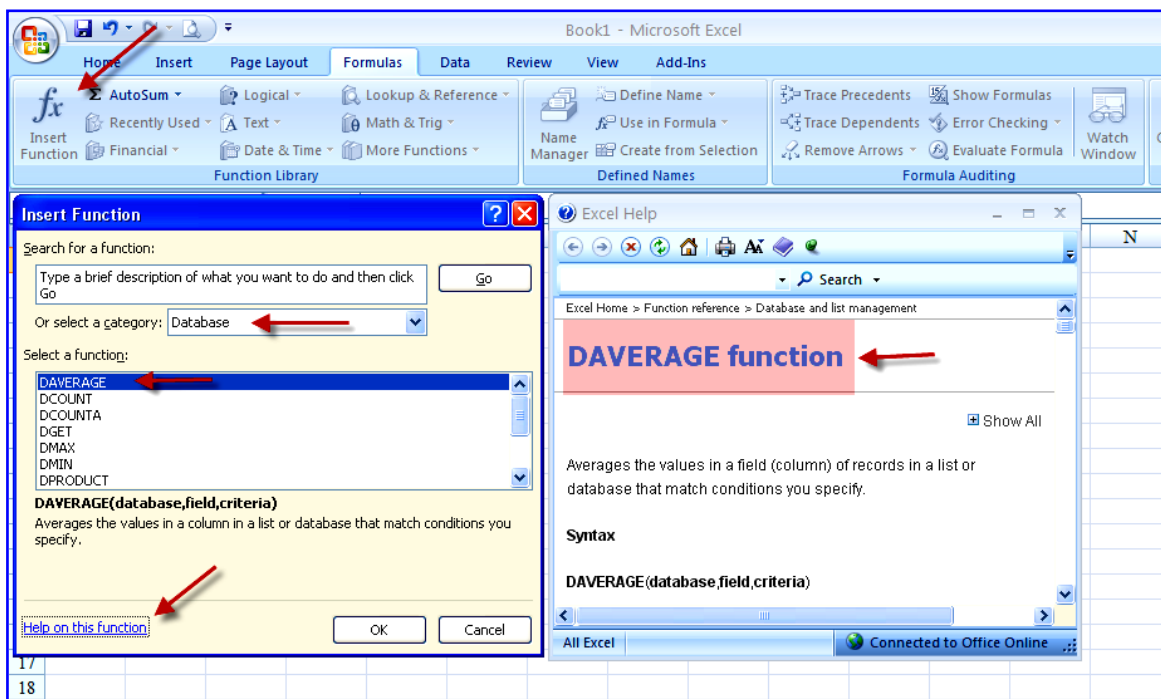 Book1 - Microsoft Excel
Home Insert Page Layout Formulas Data Review View Add-Ins
fx
Insert
Function
Σ AutoSum
Recently Used
Financial
Logical
A Text
Date & Time
Lookup & Reference
Math & Trig
More Functions
Function Library
Name
Manager
Define Name
Use in Formula
Create from Selection
Defined Names
Trace Precedents
Trace Dependents
Remove Arrows
Show Formulas
Error Checking
Evaluate Formula
Formula Auditing
Watch
Window
Insert Function
Search for a function:
Type a brief description of what you want to do and then click
Go
Go
Or select a category: Database
Select a function:
DAVERAGE
DCOUNT
DCOUNTA
DGET
DMAX
DMIN
DPRODUCT
DAVERAGE(database,field,criteria)
Averages the values in a column in a list or database that match conditions you
specify.
Help on this function
OK Cancel
Excel Help
Search
Excel Home > Function reference > Database and list management
DAVERAGE function
Show All
Averages the values in a field (column) of records in a list or
database that match conditions you specify.
Syntax
DAVERAGE(database,field,criteria)
All Excel
Connected to Office Online
N
17
18